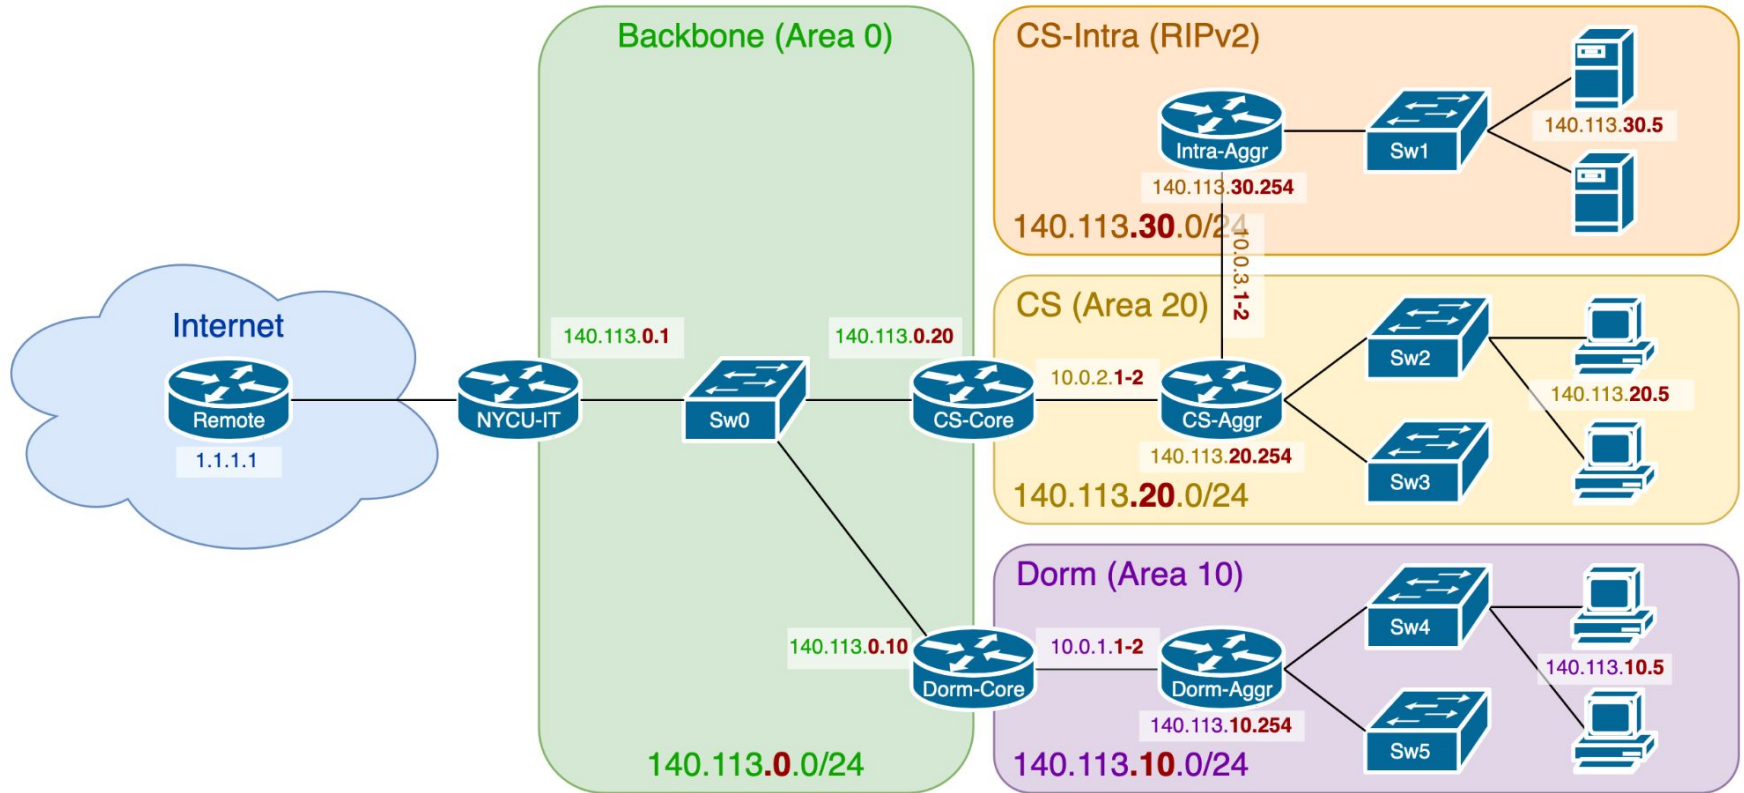 Backbone (Area 0)
CS-Intra (RIPv2)
Intra-Aggr
Sw1
140.113.30.5
140.113.30.254
140.113.30.0/24
10.0.3.1-2
Internet
Remote
1.1.1.1
140.113.0.1
NYCU-IT
Sw0
140.113.0.20
CS-Core
10.0.2.1-2
CS (Area 20)
CS-Aggr
140.113.20.254
140.113.20.0/24
Sw2
140.113.20.5
Sw3
140.113.0.10
Dorm-Core
140.113.0.0/24
Dorm (Area 10)
10.0.1.1-2
Dorm-Aggr
140.113.10.254
140.113.10.0/24
Sw4
140.113.10.5
Sw5